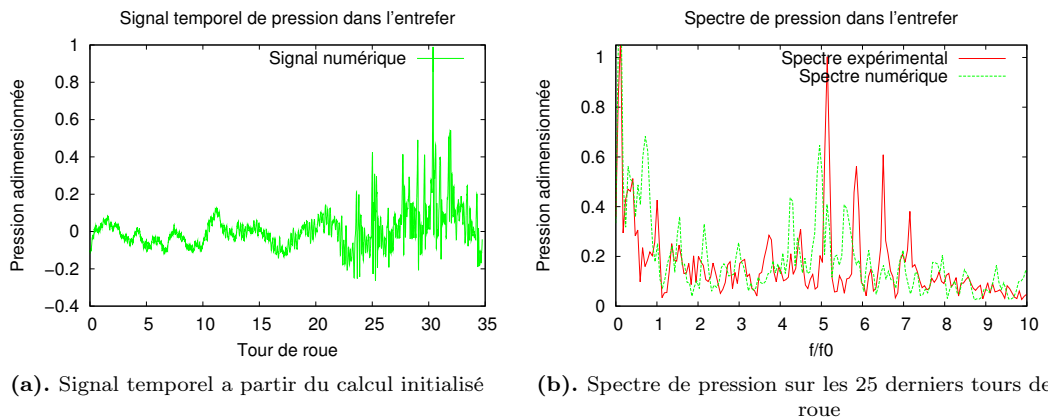 Signal temporel de pression dans l'entrefer
Pression adimensionnée
1
0.8
0.6
0.4
0.2
0
−0.2
−0.4
Signal numérique
0 5 10 15 20 25 30 35
Tour de roue
(a). Signal temporel a partir du calcul initialisé
Spectre de pression dans l'entrefer
Pression adimensionnée
1
0.8
0.6
0.4
0.2
0
Spectre expérimental
Spectre numérique
0 1 2 3 4 5 6 7 8 9 10
f/f0
(b). Spectre de pression sur les 25 derniers tours de
roue